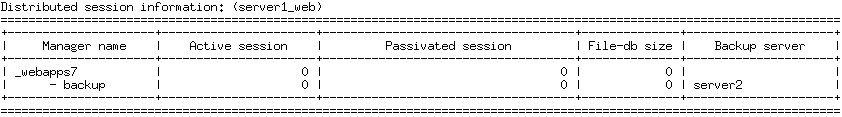 Distributed session information: (server1_web)
================================================================================
+--------------------+--------------------+---------------------------------+-------------+--------------------+
| Manager name | Active session | Passivated session | File-db size | Backup server |
+--------------------+--------------------+---------------------------------+-------------+--------------------+
| _webapps7 | 0 | 0 | 0 | |
| - backup | 0 | 0 | 0 | server2 |
+--------------------+--------------------+---------------------------------+-------------+--------------------+
================================================================================